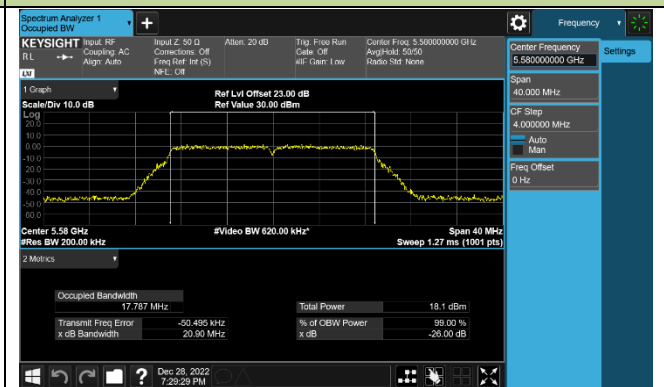 Spectrum Analyzer 1
Occupied BW
+
Frequency
KEYSIGHT
Input: RF
Coupling: AC
Align: Auto
Input Z: 50 Ω
Corrections: Off
Freq Ref: Int (S)
NFE: Off
Atten: 20 dB
Trig: Free Run
Gate: Off
#IF Gain: Low
Center Freq: 5.580000000 GHz
Avg|Hold: 50/50
Radio Std: None
RL
LXI
Center Frequency
5.580000000 GHz
Settings
Span
40.000 MHz
CF Step
4.000000 MHz
Auto
Man
Freq Offset
0 Hz
1 Graph
Scale/Div 10.0 dB
Ref Lvl Offset 23.00 dB
Ref Value 30.00 dBm
Log
20.0
10.0
0.00
-10.0
-20.0
-30.0
-40.0
-50.0
-60.0
Center 5.58 GHz
#Video BW 620.00 kHz*
Span 40 MHz
#Res BW 200.00 kHz
Sweep 1.27 ms (1001 pts)
2 Metrics
Occupied Bandwidth
17.787 MHz
Total Power
18.1 dBm
Transmit Freq Error
-50.495 kHz
% of OBW Power
99.00 %
x dB Bandwidth
20.90 MHz
x dB
-26.00 dB
?
Dec 28, 2022
7:29:29 PM